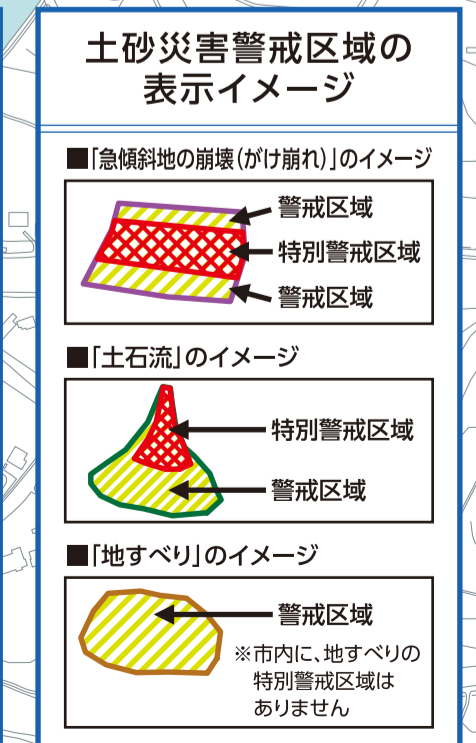 土砂災害警戒区域の
表示イメージ
■「急傾斜地の崩壊(がけ崩れ)」のイメージ
警戒区域
特別警戒区域
警戒区域
■「土石流」のイメージ
特別警戒区域
警戒区域
■「地すべり」のイメージ
警戒区域
※市内に、地すべりの
特別警戒区域は
ありません